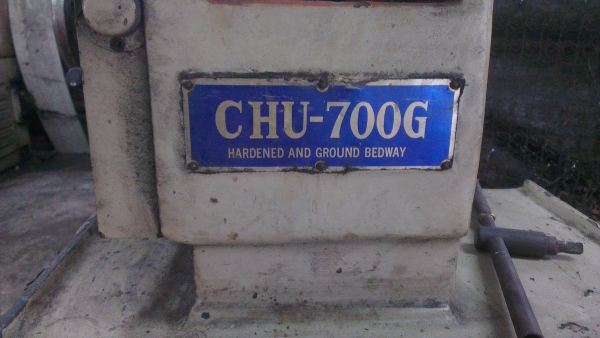 CHU-700G
HARDENED AND GROUND BEDWAY